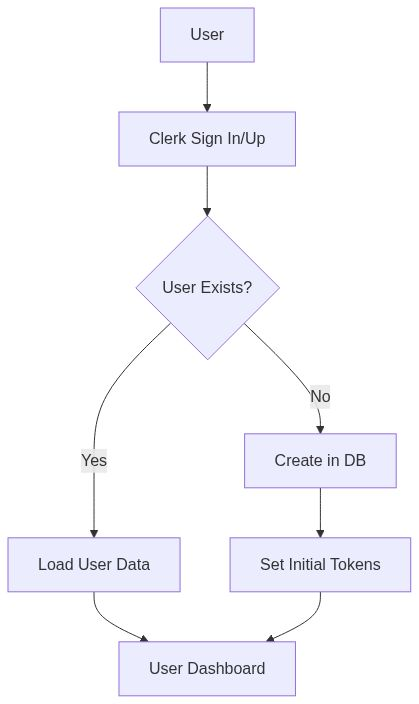 User
Clerk Sign In/Up
User Exists?
No
Yes
Create in DB
Load User Data
Set Initial Tokens
User Dashboard